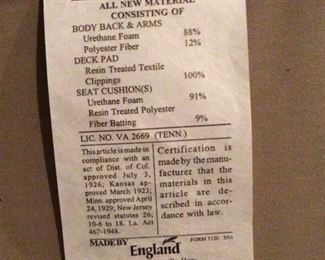 ALL NEW MATERIAL
CONSISTING OF
BODY BACK & ARMS
Urethane Foam 88%
Polyester Fiber 12%
DECK PAD
Resin Treated Textile
Clippings 100%
SEAT CUSHION(S)
Urethane Foam 91%
Resin Treated Polyester
Fiber Batting 9%
LIC. NO. VA 2669 (TENN.)
This article is made in
compliance with an
act of Dist. of Col.
approved July 3,
1926; Kansas ap-
proved March 1923;
Minn. approved April
24, 1929; New Jersey
revised statutes 26;
10-6 to 18. La. Act
467-1948.
Certification is
made by the manu-
facturer that the
materials in this
article are de-
scribed in accord-
ance with law.
MADE BY England
FORM 1120